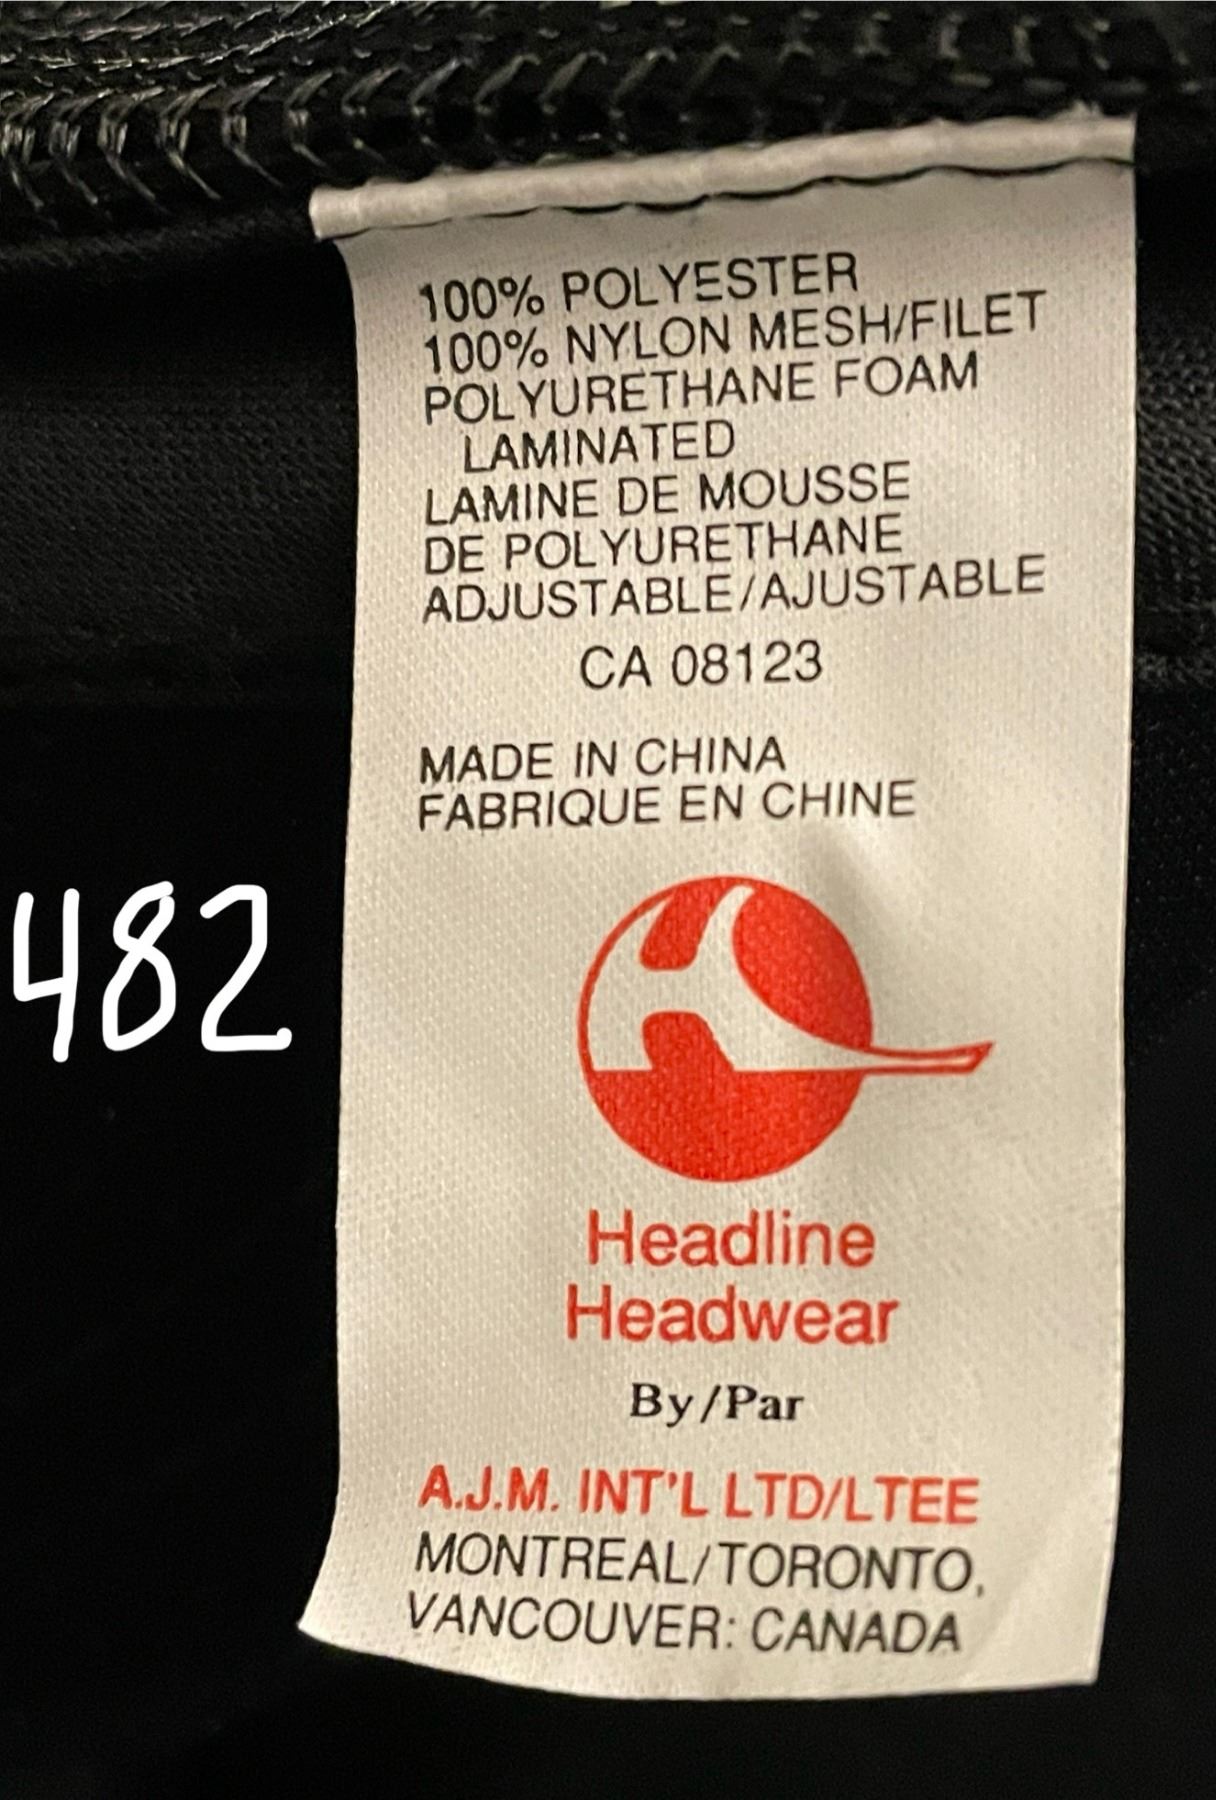 100% POLYESTER
100% NYLON MESH/FILET
POLYURETHANE FOAM
LAMINATED
LAMINE DE MOUSSE
DE POLYURETHANE
ADJUSTABLE/AJUSTABLE
CA 08123
MADE IN CHINA
FABRIQUE EN CHINE
482
Headline
Headwear
By/Par
A.J.M. INT'L LTD/LTEE
MONTREAL/TORONTO,
VANCOUVER: CANADA